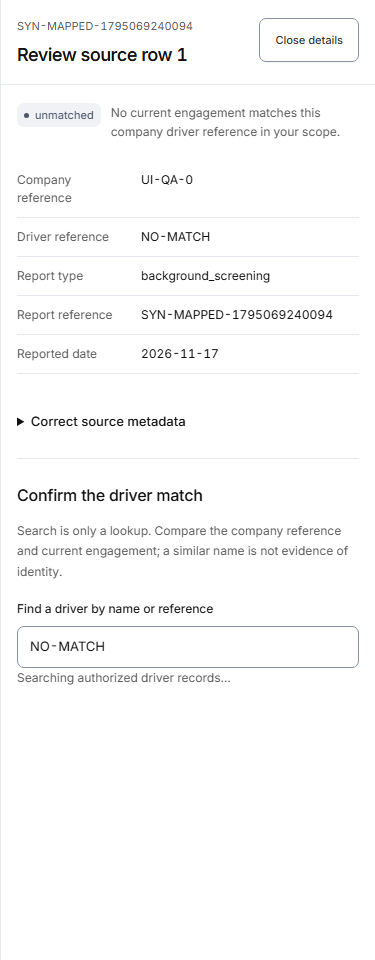 SYN-MAPPED-1795069240094
Review source row 1
Close details
unmatched
No current engagement matches this
company driver reference in your scope.
Company
reference
UI-QA-0
Driver reference
NO-MATCH
Report type
background_screening
Report reference
SYN-MAPPED-1795069240094
Reported date
2026-11-17
Correct source metadata
Confirm the driver match
Search is only a lookup. Compare the company reference
and current engagement; a similar name is not evidence of
identity.
Find a driver by name or reference
NO-MATCH
Searching authorized driver records...